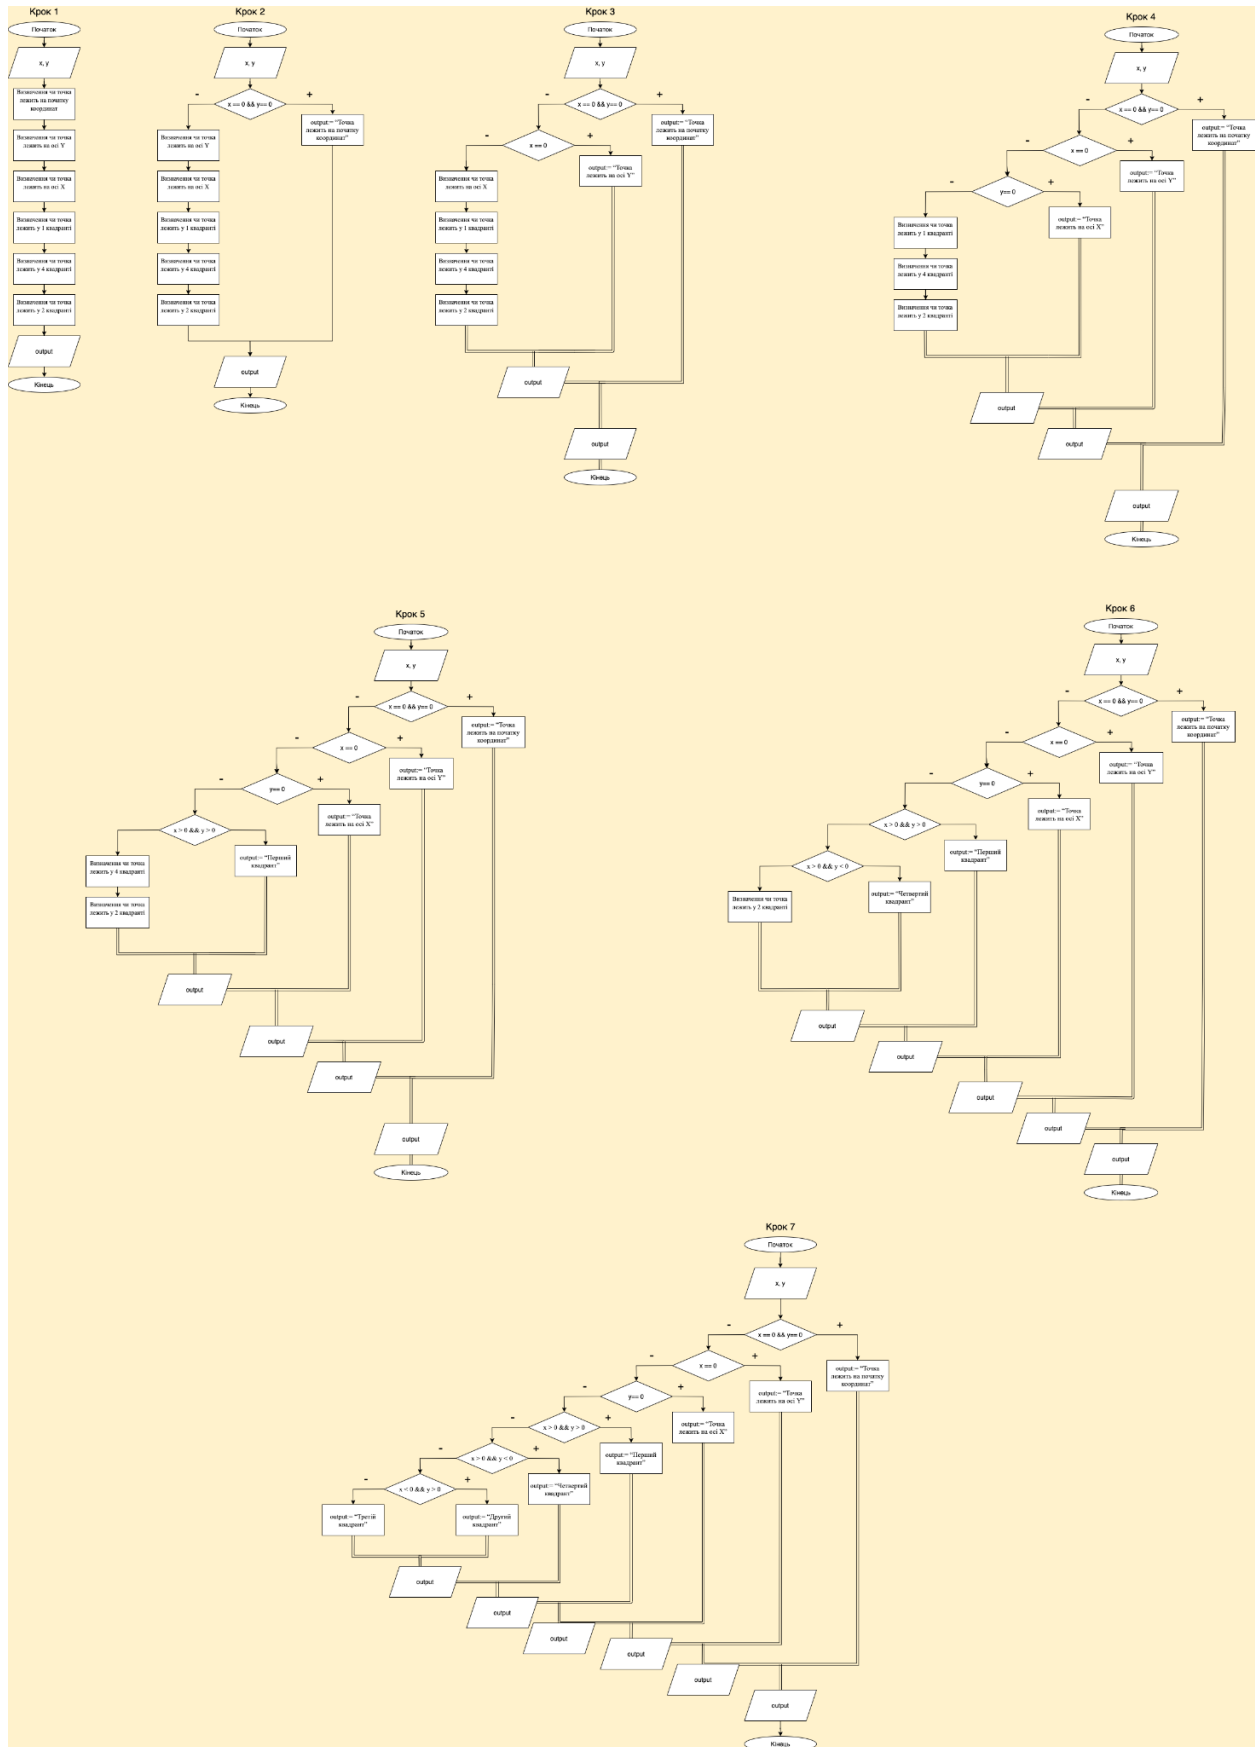 Крок 1
Початок
x, y
Визначення чи точка
лежить на початку
координат
Визначення чи точка
лежить на осі Y
Визначення чи точка
лежить на осі X
Визначення чи точка
лежить у 1 квадранті
Визначення чи точка
лежить у 4 квадранті
Визначення чи точка
лежить у 2 квадранті
output
Кінець
Крок 2
Початок
x, y
-
+
x == 0 && y== 0
output:= “Точка
лежить на початку
координат”
Визначення чи точка
лежить на осі Y
Визначення чи точка
лежить на осі X
Визначення чи точка
лежить у 1 квадранті
Визначення чи точка
лежить у 4 квадранті
Визначення чи точка
лежить у 2 квадранті
output
Кінець
Крок 3
Початок
x, y
-
+
x == 0 && y== 0
output:= “Точка
лежить на початку
координат”
-
+
x == 0
output:= “Точка
лежить на осі Y”
Визначення чи точка
лежить на осі X
Визначення чи точка
лежить у 1 квадранті
Визначення чи точка
лежить у 4 квадранті
Визначення чи точка
лежить у 2 квадранті
output
output
Кінець
Крок 4
Початок
x, y
-
+
x == 0 && y== 0
output:= “Точка
лежить на початку
координат”
-
+
x == 0
output:= “Точка
лежить на осі Y”
-
+
y== 0
output:= “Точка
лежить на осі X”
Визначення чи точка
лежить у 1 квадранті
Визначення чи точка
лежить у 4 квадранті
Визначення чи точка
лежить у 2 квадранті
output
output
output
Кінець
Крок 5
Початок
x, y
-
+
x == 0 && y== 0
output:= “Точка
лежить на початку
координат”
-
+
x == 0
output:= “Точка
лежить на осі Y”
-
+
y== 0
output:= “Точка
лежить на осі X”
-
+
x > 0 && y > 0
output:= “Перший
квадрант”
Визначення чи точка
лежить у 4 квадранті
Визначення чи точка
лежить у 2 квадранті
output
output
output
output
Кінець
Крок 6
Початок
x, y
-
+
x == 0 && y== 0
output:= “Точка
лежить на початку
координат”
-
+
x == 0
output:= “Точка
лежить на осі Y”
-
+
y== 0
output:= “Точка
лежить на осі X”
-
+
x > 0 && y > 0
output:= “Перший
квадрант”
-
+
x > 0 && y < 0
output:= “Четвертий
квадрант”
Визначення чи точка
лежить у 2 квадранті
output
output
output
output
output
Кінець
Крок 7
Початок
x, y
-
+
x == 0 && y== 0
output:= “Точка
лежить на початку
координат”
-
+
x == 0
output:= “Точка
лежить на осі Y”
-
+
y== 0
output:= “Точка
лежить на осі X”
-
+
x > 0 && y > 0
output:= “Перший
квадрант”
-
+
x > 0 && y < 0
output:= “Четвертий
квадрант”
-
+
x < 0 && y > 0
output:= “Третій
квадрант”
output:= “Другий
квадрант”
output
output
output
output
output
output
Кінець